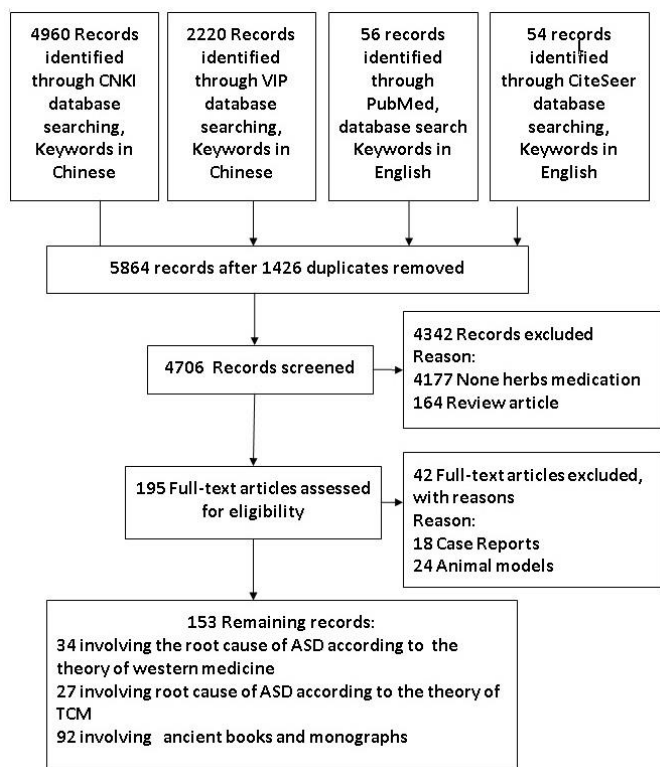 4960 Records
identified
through CNKI
database
searching,
Keywords in
Chinese
2220 Records
identified
through VIP
database
searching,
Keywords in
Chinese
56 records
identified
through
PubMed,
database search
Keywords in
English
54 records
identified
through CiteSeer
database
searching,
Keywords in
English
5864 records after 1426 duplicates removed
4706 Records screened
4342 Records excluded
Reason:
4177 None herbs medication
164 Review article
195 Full-text articles assessed
for eligibility
42 Full-text articles excluded,
with reasons
Reason:
18 Case Reports
24 Animal models
153 Remaining records:
34 involving the root cause of ASD according to the
theory of western medicine
27 involving root cause of ASD according to the theory of
TCM
92 involving ancient books and monographs